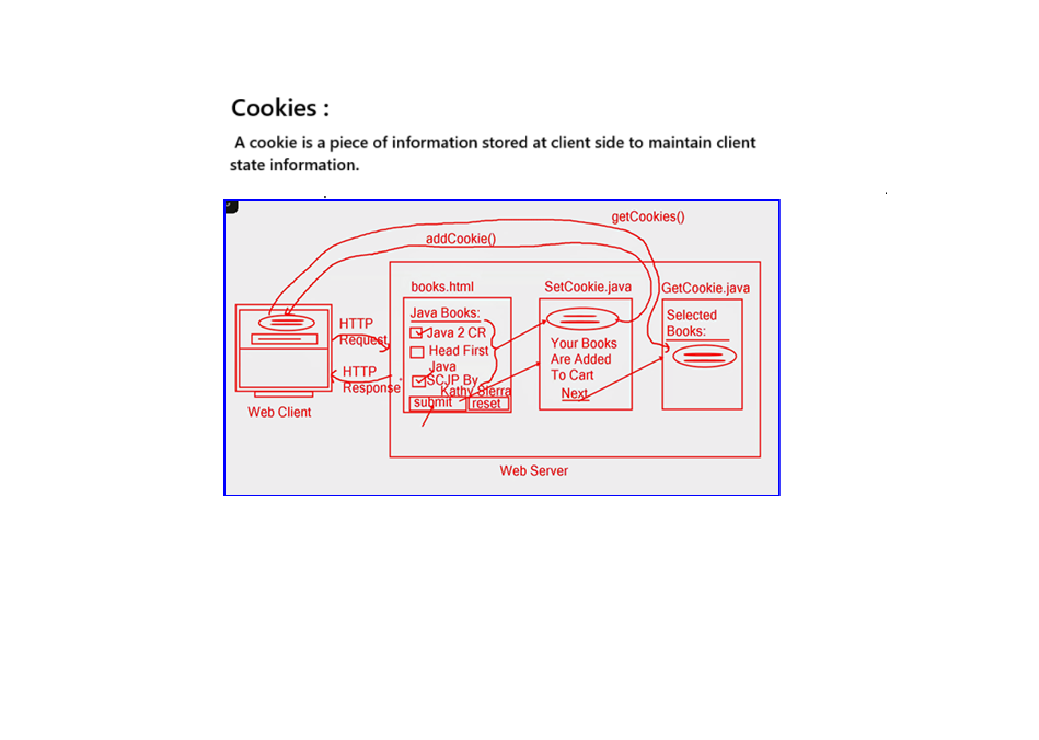 Cookies :
A cookie is a piece of information stored at client side to maintain client
state information.
getCookies()
addCookie()
books.html
SetCookie.java
GetCookie.java
HTTP
Request
HTTP
Response
Web Client
Java Books:
Java 2 CR
Head First
Java
SCJP By
Kathy Sierra
submit
reset
Your Books
Are Added
To Cart
Next
Selected
Books:
Web Server